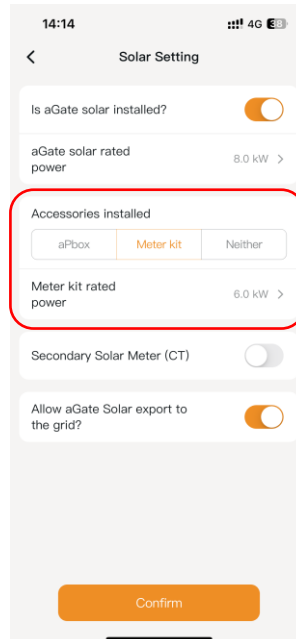 14:14
4G 38
Solar Setting
Is aGate solar installed?
aGate solar rated
power
8.0 kW
Accessories installed
aPbox
Meter kit
Neither
Meter kit rated
power
6.0 kW
Secondary Solar Meter (CT)
Allow aGate Solar export to
the grid?
Confirm